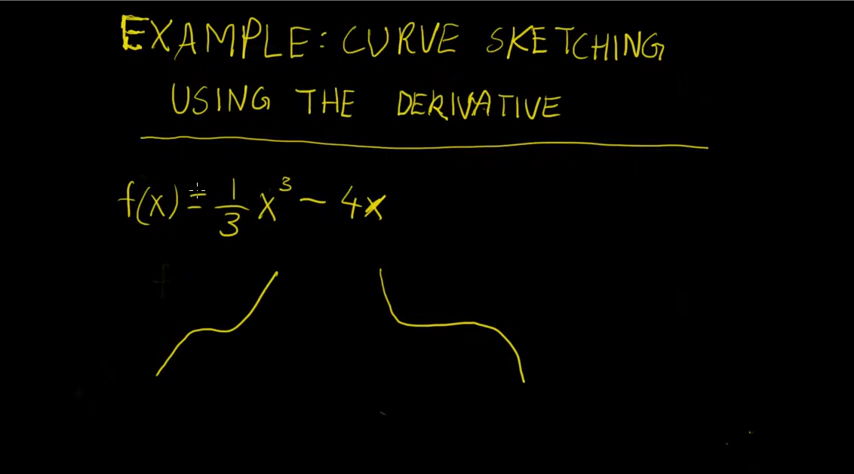 EXAMPLE: CURVE SKETCHING
USING THE DERIVATIVE
f(x) = 1/3 x³ - 4x